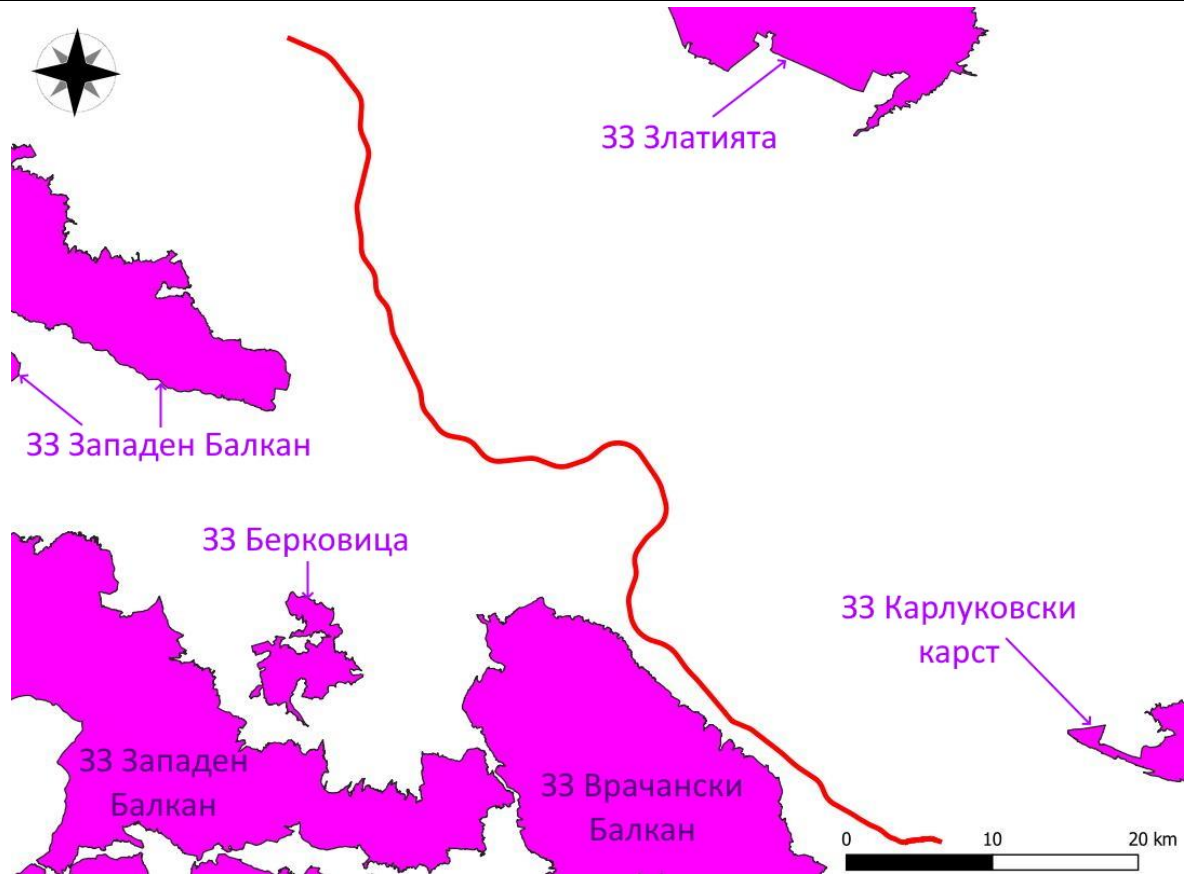 ЗЗ Златията
ЗЗ Западен Балкан
ЗЗ Берковица
ЗЗ Карлуковски
карст
ЗЗ Западен
Балкан
ЗЗ Врачански
Балкан
0 10 20 km